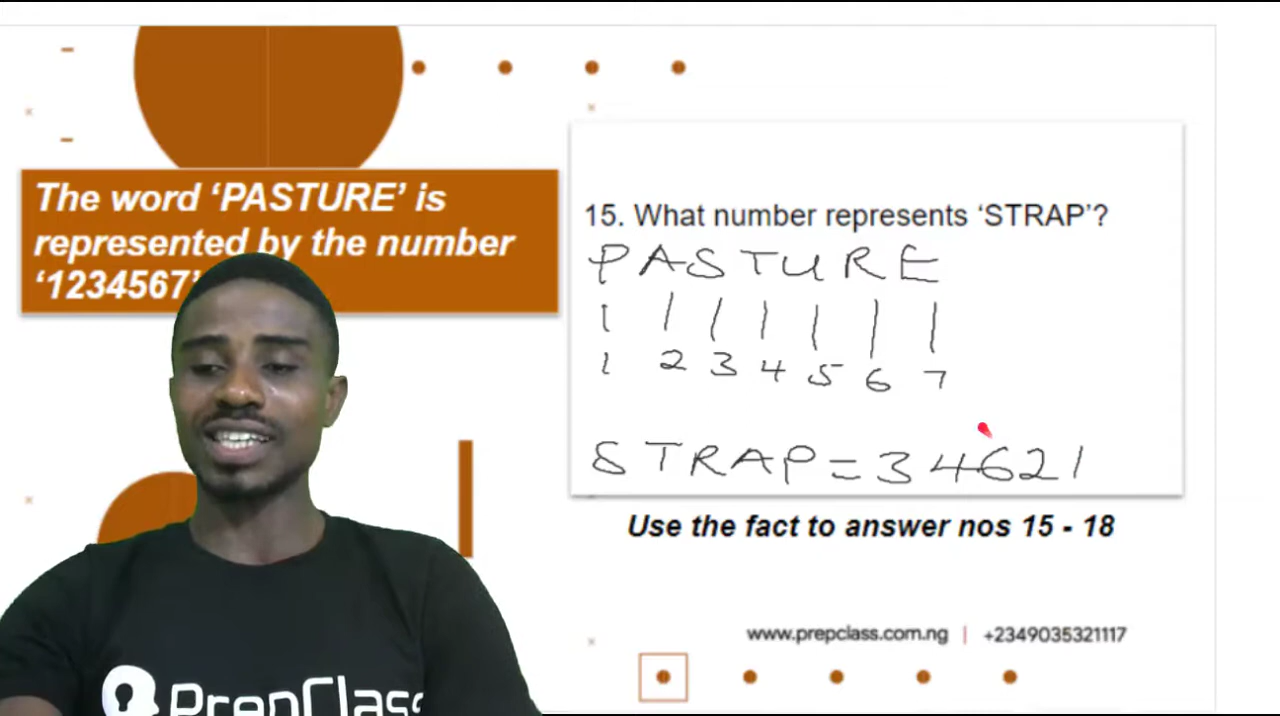 The word ‘PASTURE’ is
represented by the number
‘1234567’
15. What number represents ‘STRAP’?
PASTURE
1 2 3 4 5 6 7
STRAP = 34621
Use the fact to answer nos 15 - 18
www.prepclass.com.ng | +2349035321117
PrepClass